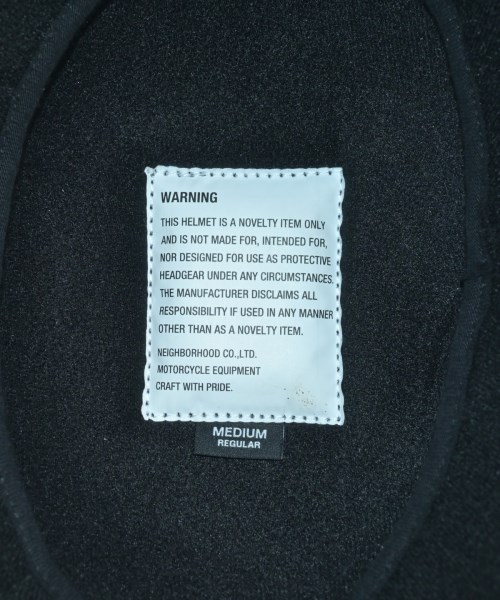 WARNING
THIS HELMET IS A NOVELTY ITEM ONLY
AND IS NOT MADE FOR, INTENDED FOR,
NOR DESIGNED FOR USE AS PROTECTIVE
HEADGEAR UNDER ANY CIRCUMSTANCES.
THE MANUFACTURER DISCLAIMS ALL
RESPONSIBILITY IF USED IN ANY MANNER
OTHER THAN AS A NOVELTY ITEM.
NEIGHBORHOOD CO.,LTD.
MOTORCYCLE EQUIPMENT
CRAFT WITH PRIDE.
MEDIUM
REGULAR